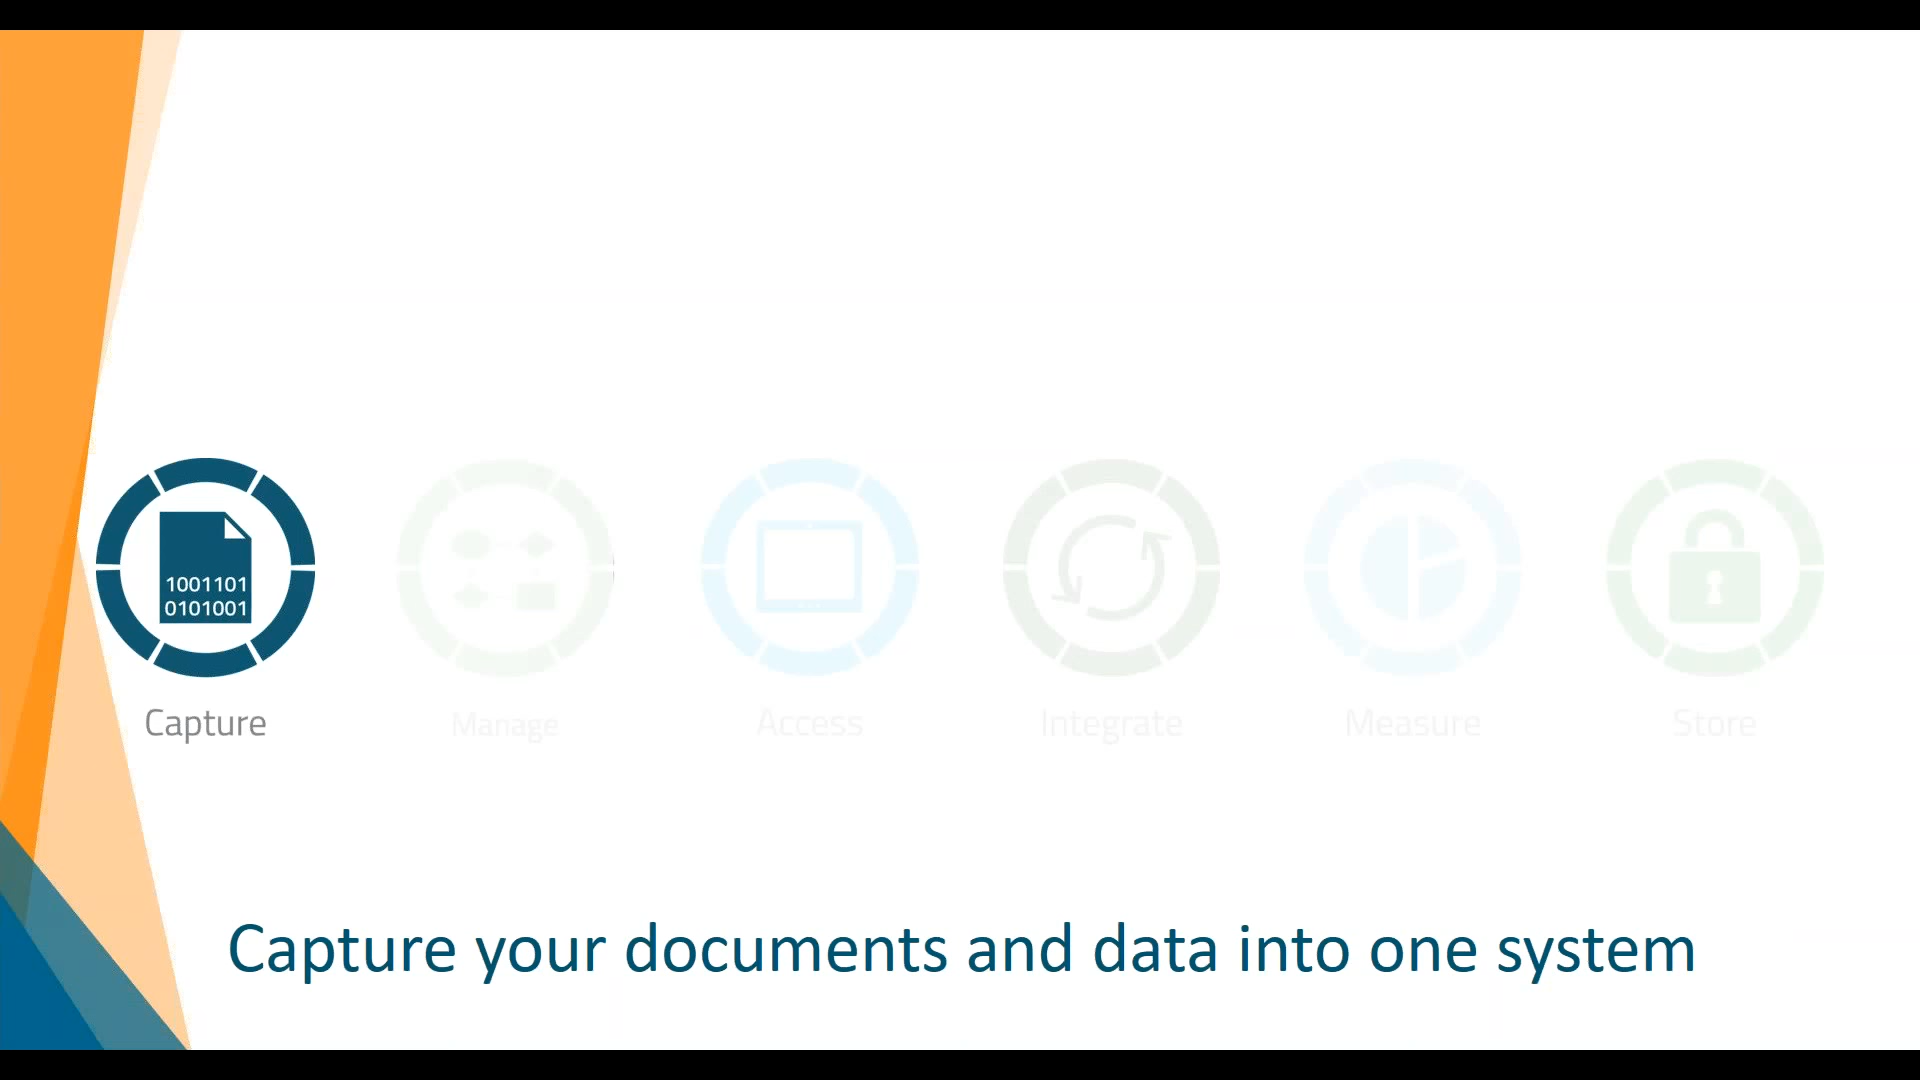 1001101
0101001
Capture
Manage
Access
Integrate
Measure
Store
Capture your documents and data into one system